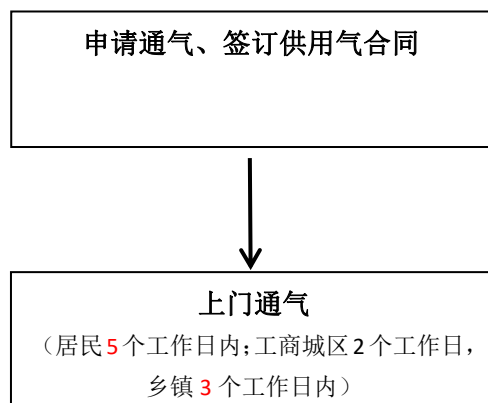 申请通气、签订供用气合同
上门通气
（居民5个工作日内;工商城区2个工作日，
乡镇3个工作日内）